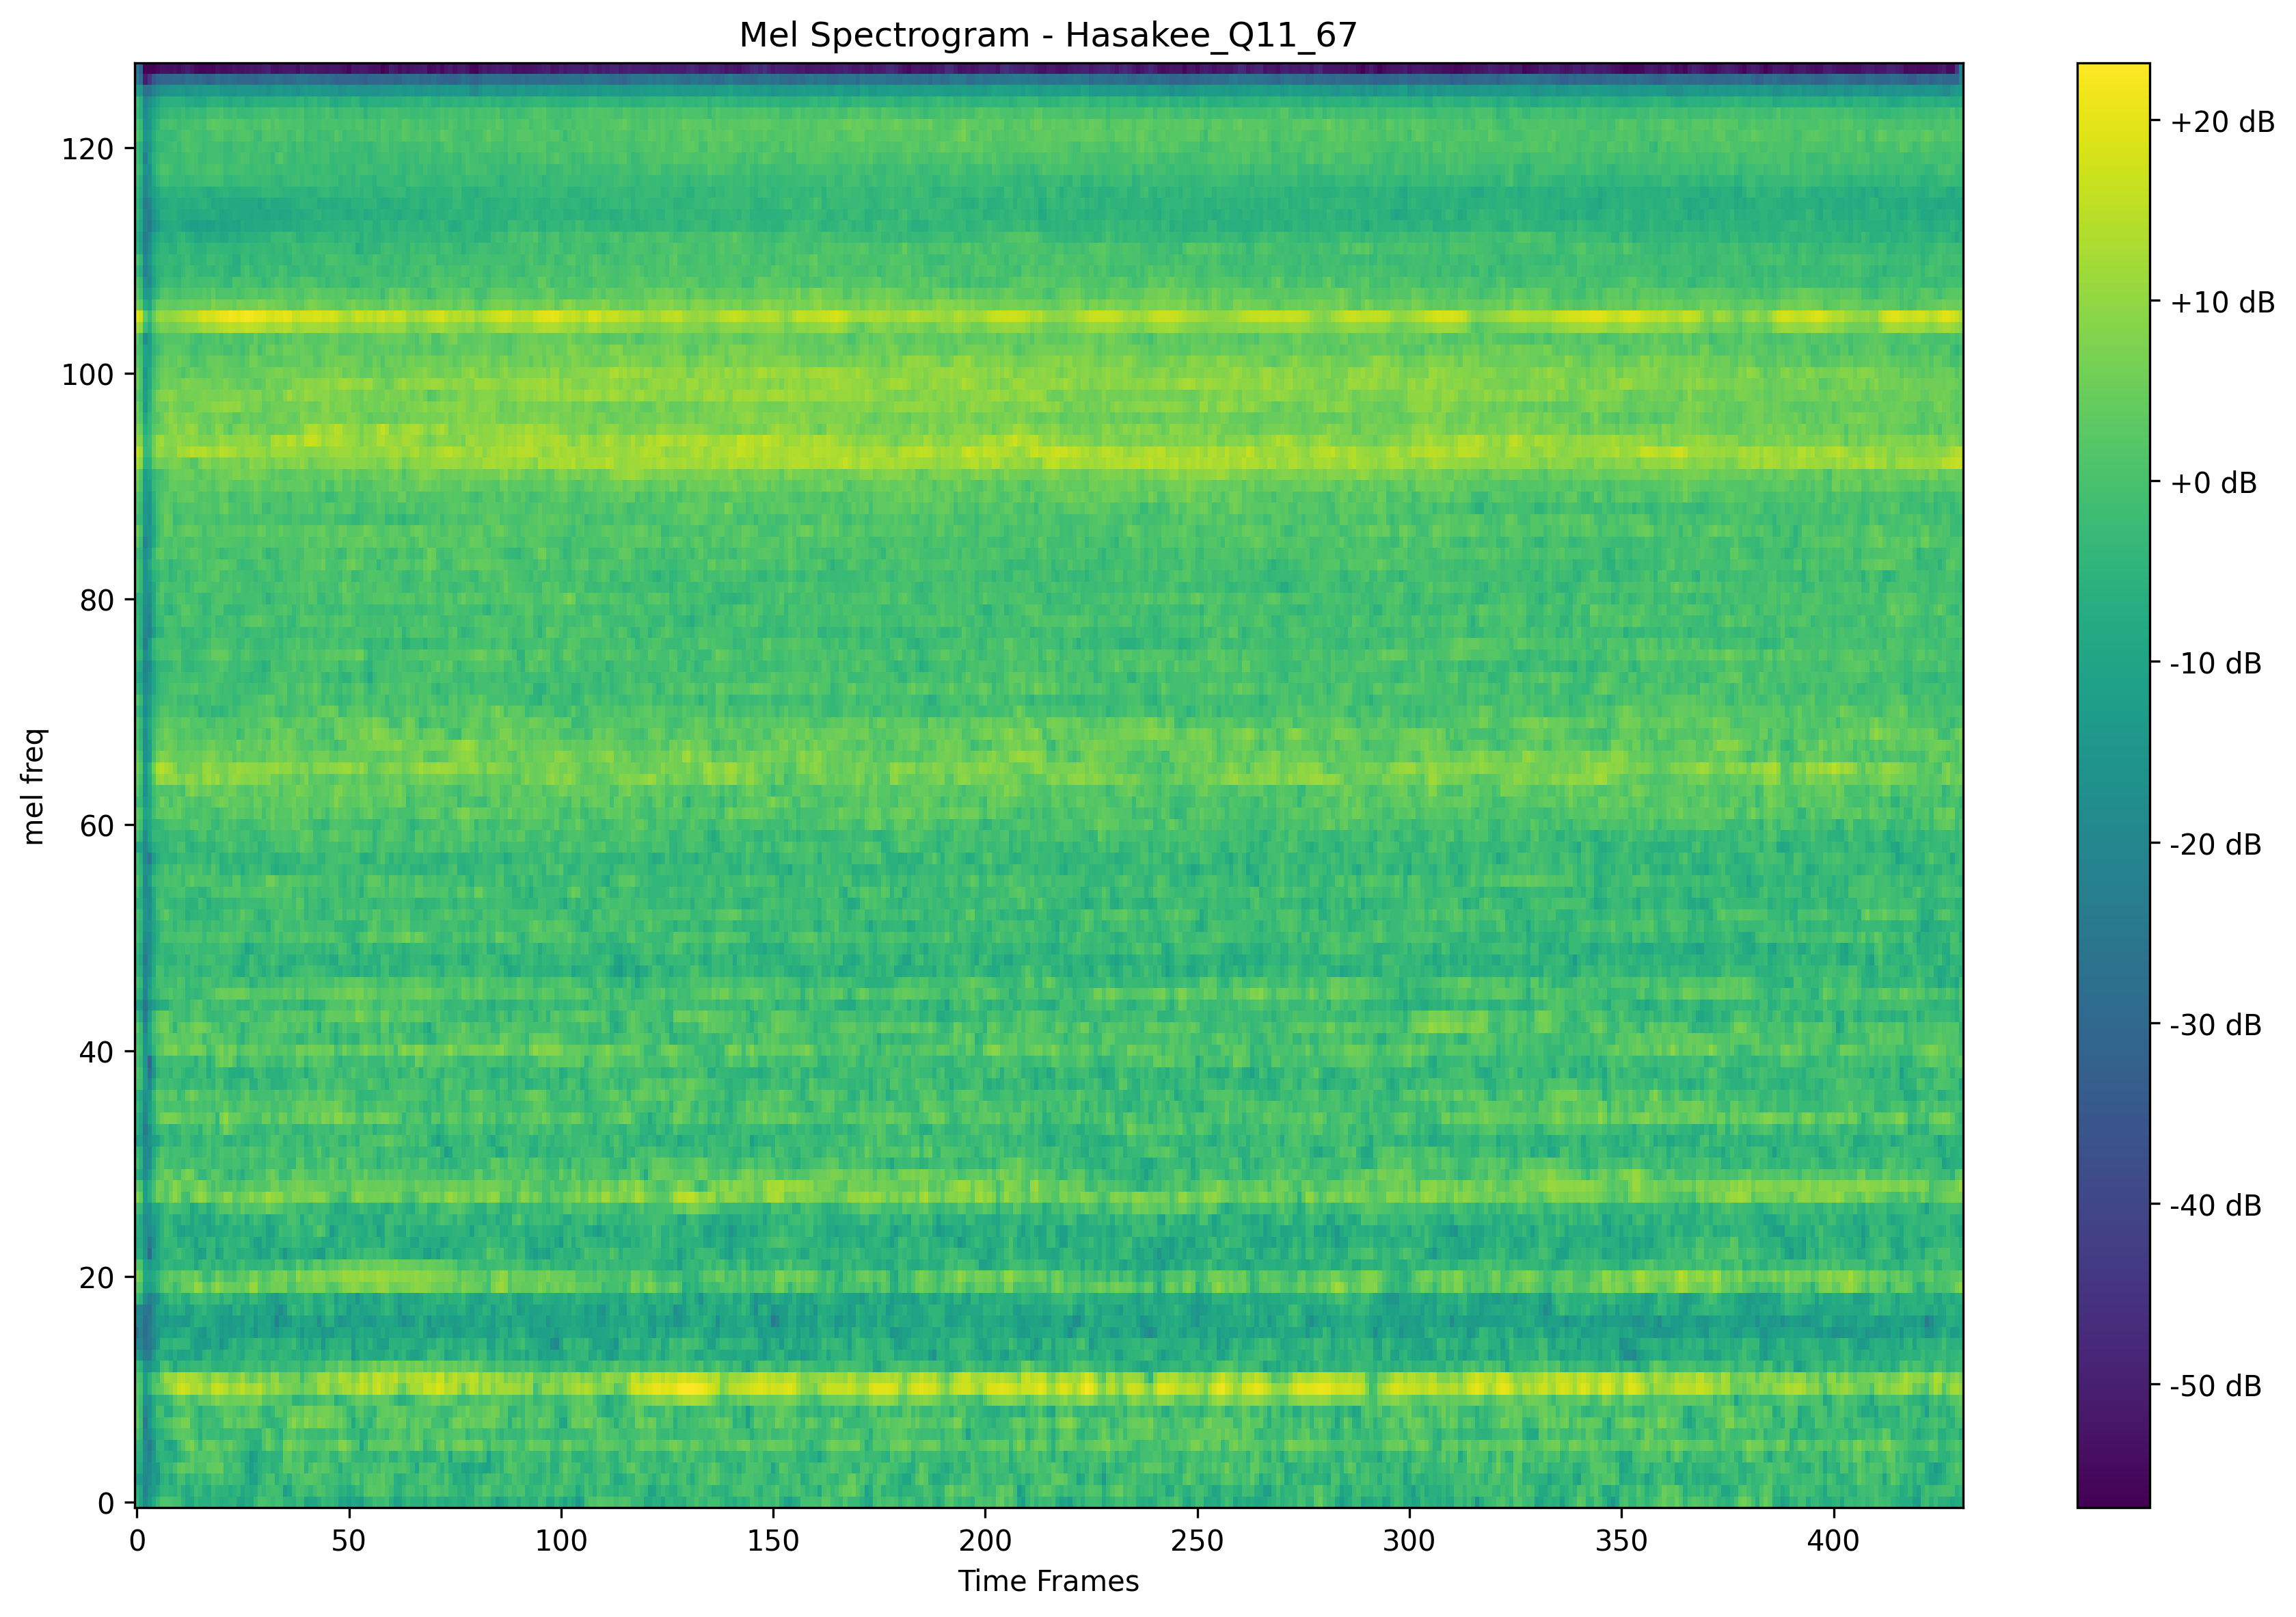 Mel Spectrogram - Hasakee_Q11_67
mel freq
120
100
80
60
40
20
0
0 50 100 150 200 250 300 350 400
Time Frames
+20 dB
+10 dB
+0 dB
-10 dB
-20 dB
-30 dB
-40 dB
-50 dB